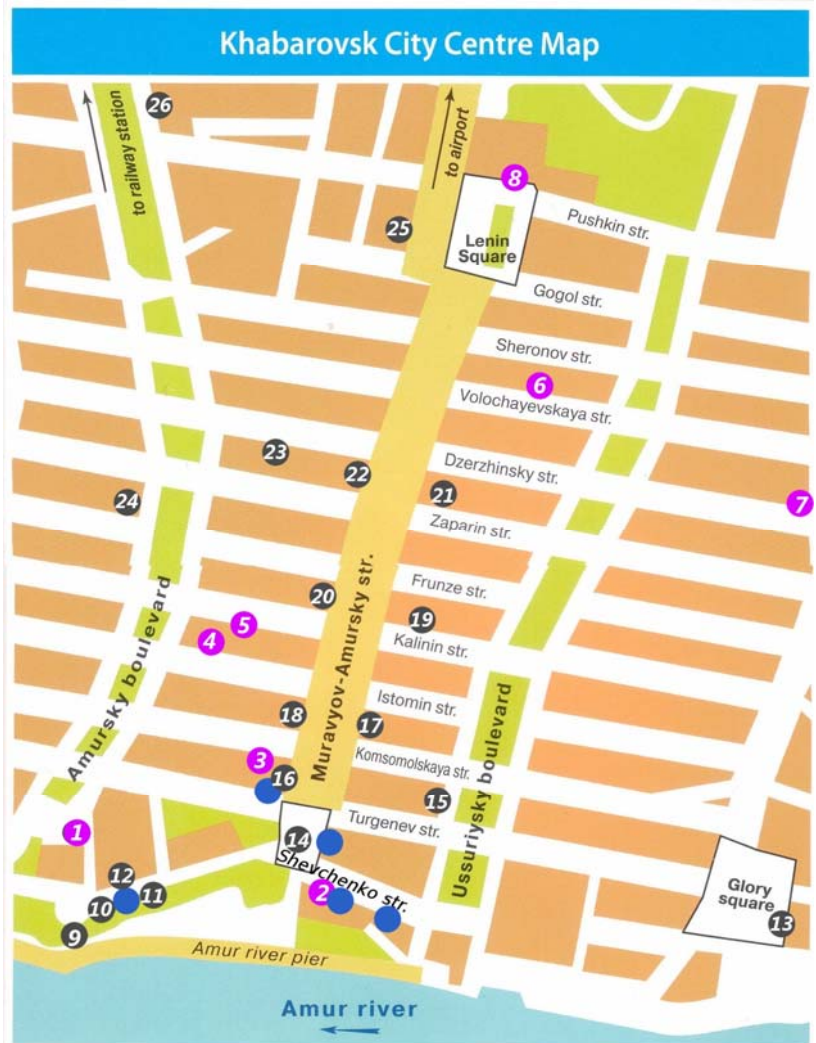 Khabarovsk City Centre Map
26
to railway station
to airport
8
25
Pushkin str.
Lenin
Square
Gogol str.
Sheronov str.
6
Volochayevskaya str.
23
22
Dzerzhinsky str.
24
21
7
Zaparin str.
Frunze str.
20
19
5
4
Kalinin str.
Muravyov-Amursky str.
Amursky boulevard
Istomin str.
18
17
Ussuriysky boulevard
3
Komsomolskaya str.
16
15
1
14
Turgenev str.
Shevchenko str.
12
2
11
10
Glory
square
9
13
Amur river pier
Amur river